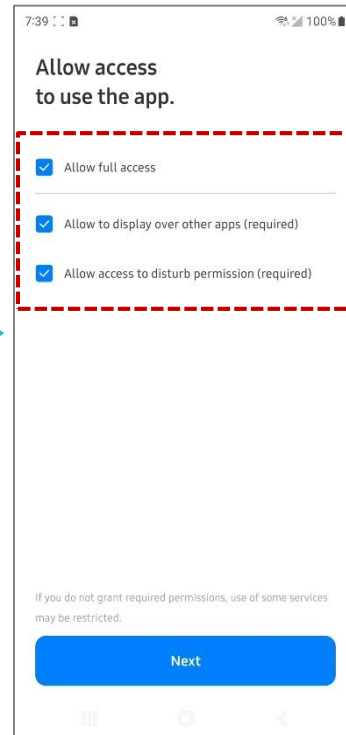 7:39
100%
Allow access
to use the app.
Allow full access
Allow to display over other apps (required)
Allow access to disturb permission (required)
If you do not grant required permissions, use of some services
may be restricted.
Next